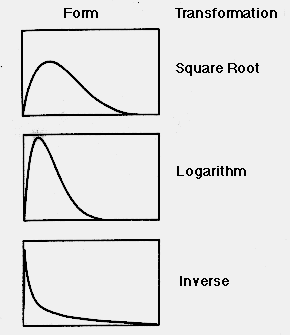 Form Transformation
Square Root
Logarithm
Inverse